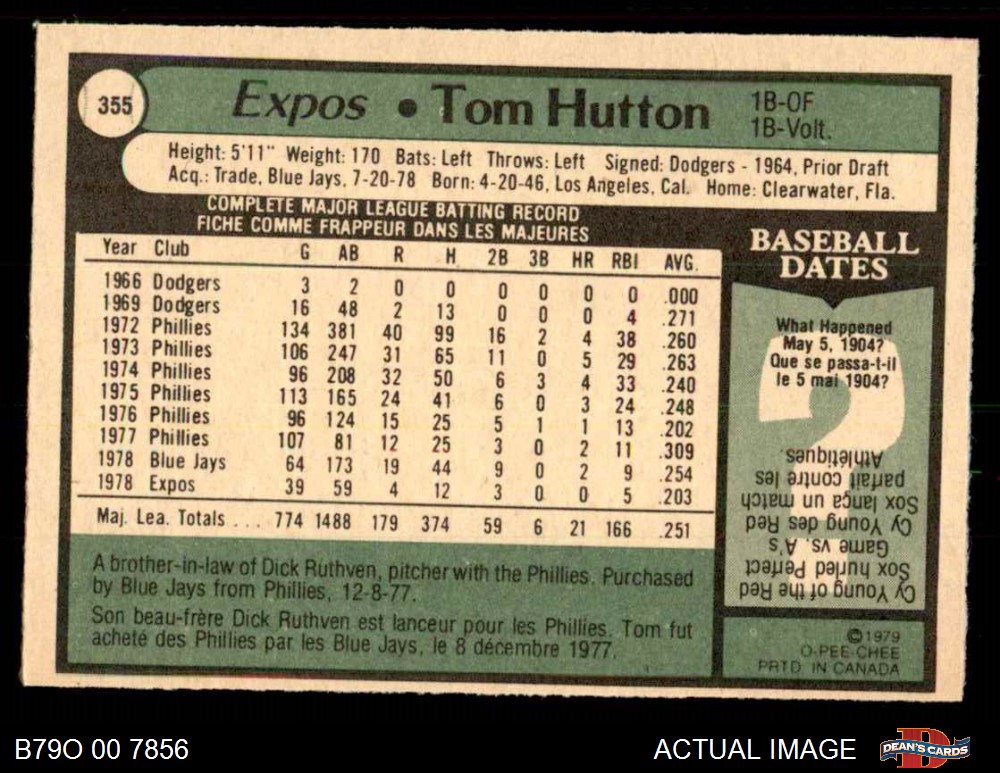 355
Expos • Tom Hutton
1B-OF
1B-Volt.
Height: 5'11" Weight: 170 Bats: Left Throws: Left Signed: Dodgers - 1964, Prior Draft
Acq.: Trade, Blue Jays, 7-20-78 Born: 4-20-46, Los Angeles, Cal. Home: Clearwater, Fla.
COMPLETE MAJOR LEAGUE BATTING RECORD
FICHE COMME FRAPPEUR DANS LES MAJEURES
Year Club G AB R H 2B 3B HR RBI AVG.
1966 Dodgers 3 2 0 0 0 0 0 0 .000
1969 Dodgers 16 48 2 13 0 0 0 4 .271
1972 Phillies 134 381 40 99 16 2 4 38 .260
1973 Phillies 106 247 31 65 11 0 5 29 .263
1974 Phillies 96 208 32 50 6 3 4 33 .240
1975 Phillies 113 165 24 41 6 0 3 24 .248
1976 Phillies 96 124 15 25 5 1 1 13 .202
1977 Phillies 107 81 12 25 3 0 2 11 .309
1978 Blue Jays 64 173 19 44 9 0 2 9 .254
1978 Expos 39 59 4 12 3 0 0 5 .203
Maj. Lea. Totals . . . 774 1488 179 374 59 6 21 166 .251
A brother-in-law of Dick Ruthven, pitcher with the Phillies. Purchased
by Blue Jays from Phillies, 12-8-77.
Son beau-frère Dick Ruthven est lanceur pour les Phillies. Tom fut
acheté des Phillies par les Blue Jays, le 8 décembre 1977.
BASEBALL
DATES
What Happened
May 5, 1904?
Que se passa-t-il
le 5 mai 1904?
Cy Young of the Red
Sox hurled Perfect
Game vs. A's.
Cy Young des Red
Sox lança un match
parfait contre les
Athlétiques.
©1979
O-PEE-CHEE
PRTD. IN CANADA
B79O 00 7856
ACTUAL IMAGE
DEAN'S CARDS